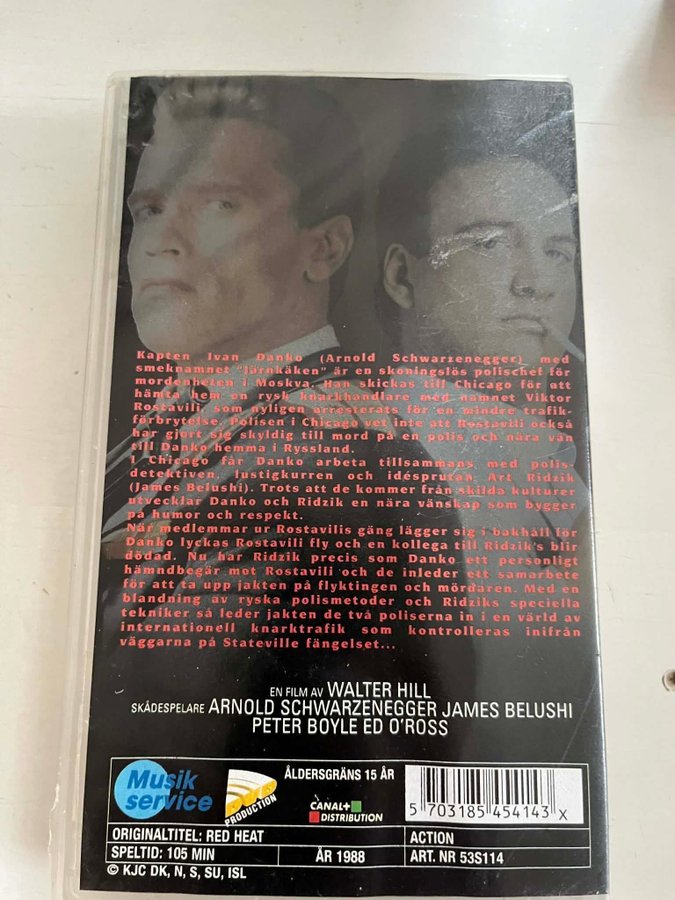 Kapten Ivan Danko (Arnold Schwarzenegger) med
smeknamnet "Järnkäken" är en skoningslös polischef för
mordenheten i Moskva. Han skickas till Chicago för att
hämta hem en rysk knarkhandlare med namnet Viktor
Rostavili, som nyligen arresterats för en mindre trafik-
förbrytelse. Polisen i Chicago vet inte att Rostavili också
har gjort sig skyldig till mord på en polis och nära vän
till Danko hemma i Ryssland.
I Chicago får Danko arbeta tillsammans med polis-
detektiven, lustigkurren och idésprutan Art Ridzik
(James Belushi). Trots att de kommer från skilda kulturer
utvecklar Danko och Ridzik en nära vänskap som bygger
på humor och respekt.
När medlemmar ur Rostavilis gäng lägger sig i bakhåll för
Danko lyckas Rostavili fly och en kollega till Ridzik's blir
dödad. Nu har Ridzik precis som Danko ett personligt
hämndbegär mot Rostavili och de inleder ett samarbete
för att ta upp jakten på flyktingen och mördaren. Med en
blandning av ryska polismetoder och Ridziks speciella
tekniker så leder jakten de två poliserna in i en värld av
internationell knarktrafik som kontrolleras inifrån
väggarna på Stateville fängelset...
EN FILM AV WALTER HILL
SKÅDESPELARE ARNOLD SCHWARZENEGGER JAMES BELUSHI
PETER BOYLE ED O'ROSS
Musik
service
PRODUCTION
ÅLDERSGRÄNS 15 ÅR
CANAL+
DISTRIBUTION
5 703185 454143 X
ORIGINALTITEL: RED HEAT
ACTION
SPELTID: 105 MIN
ÅR 1988
ART. NR 53S114
© KJC DK, N, S, SU, ISL